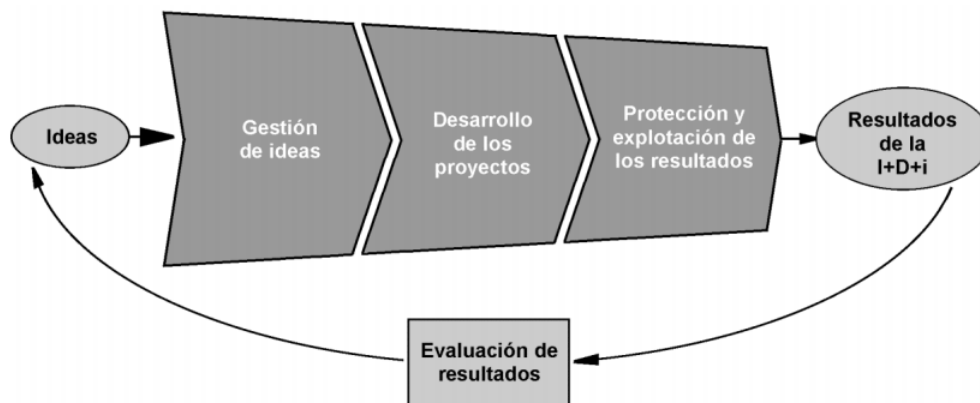 Ideas
Gestión
de ideas
Desarrollo
de los
proyectos
Protección y
explotación de
los resultados
Resultados
de la
I+D+i
Evaluación de
resultados